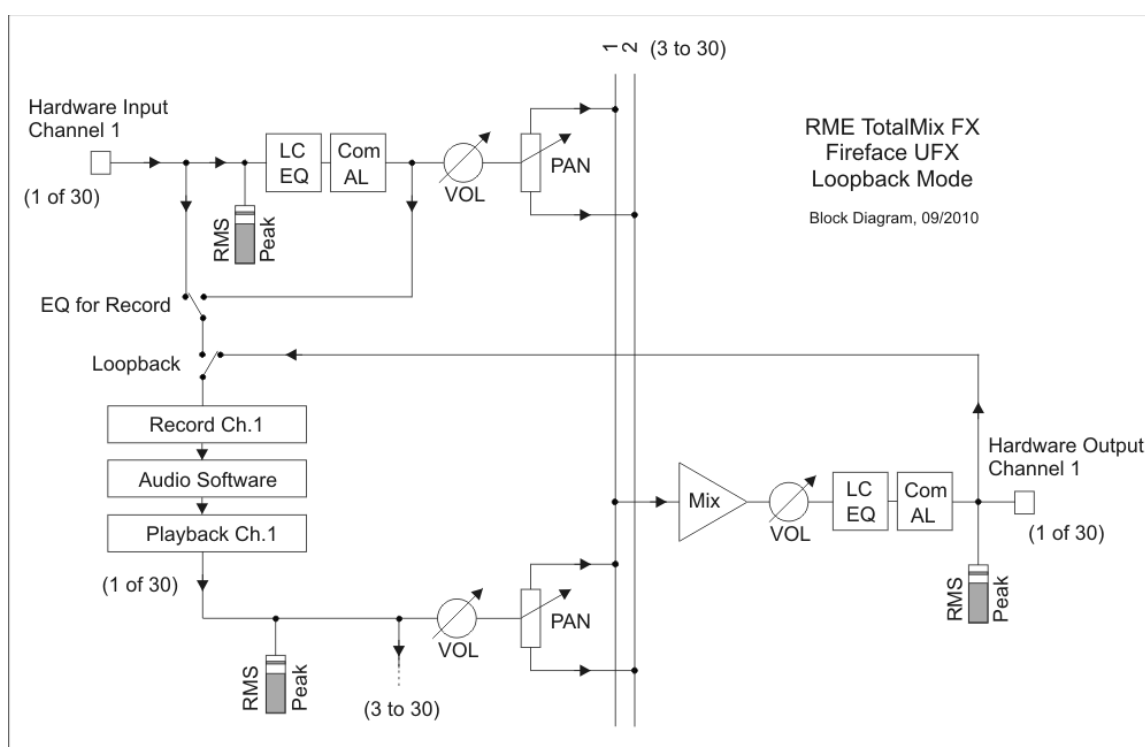 1
2
(3 to 30)
Hardware Input
Channel 1
(1 of 30)
LC
EQ
Com
AL
VOL
PAN
RMS
Peak
RME TotalMix FX
Fireface UFX
Loopback Mode
Block Diagram, 09/2010
EQ for Record
Loopback
Record Ch.1
Audio Software
Playback Ch.1
(1 of 30)
Mix
VOL
LC
EQ
Com
AL
Hardware Output
Channel 1
(1 of 30)
RMS
Peak
VOL
PAN
RMS
Peak
(3 to 30)